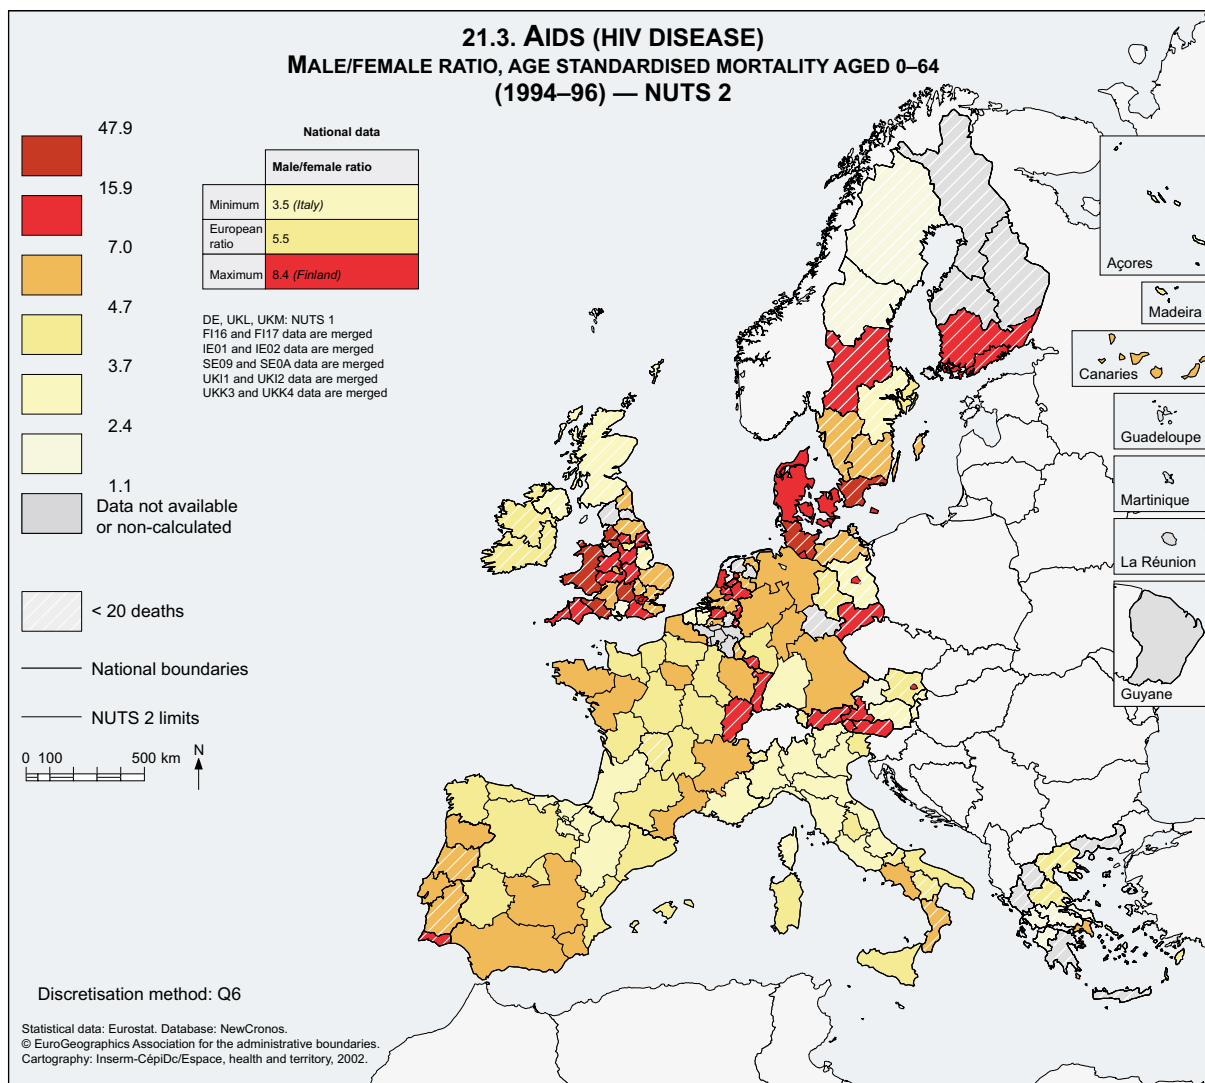 21.3. AIDS (HIV DISEASE)
MALE/FEMALE RATIO, AGE STANDARDISED MORTALITY AGED 0–64
(1994–96) — NUTS 2
47.9
15.9
7.0
4.7
3.7
2.4
1.1
Data not available
or non-calculated
< 20 deaths
National boundaries
NUTS 2 limits
0 100 500 km
N
National data
Male/female ratio
Minimum 3.5 (Italy)
European
ratio 5.5
Maximum 8.4 (Finland)
DE, UKL, UKM: NUTS 1
FI16 and FI17 data are merged
IE01 and IE02 data are merged
SE09 and SE0A data are merged
UKI1 and UKI2 data are merged
UKK3 and UKK4 data are merged
Açores
Madeira
Canaries
Guadeloupe
Martinique
La Réunion
Guyane
Discretisation method: Q6
Statistical data: Eurostat. Database: NewCronos.
© EuroGeographics Association for the administrative boundaries.
Cartography: Inserm-CépiDc/Espace, health and territory, 2002.